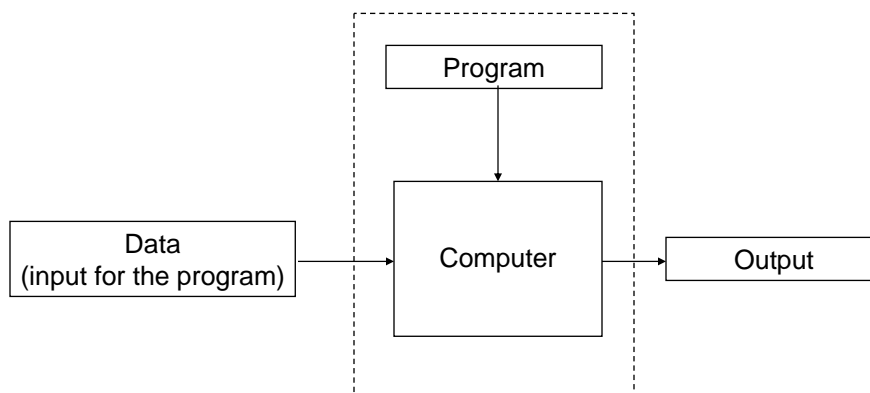 Program
Data
(input for the program)
Computer
Output